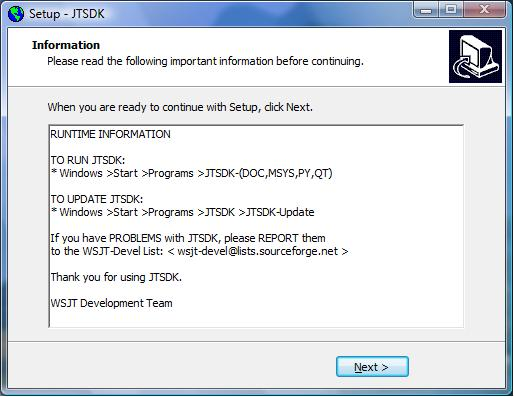 Setup - JTSDK
Information
Please read the following important information before continuing.
When you are ready to continue with Setup, click Next.
RUNTIME INFORMATION
TO RUN JTSDK:
* Windows >Start >Programs >JTSDK-(DOC,MSYS,PY,QT)
TO UPDATE JTSDK:
* Windows >Start >Programs >JTSDK >JTSDK-Update
If you have PROBLEMS with JTSDK, please REPORT them
to the WSJT-Devel List: < wsjt-devel@lists.sourceforge.net >
Thank you for using JTSDK.
WSJT Development Team
Next >